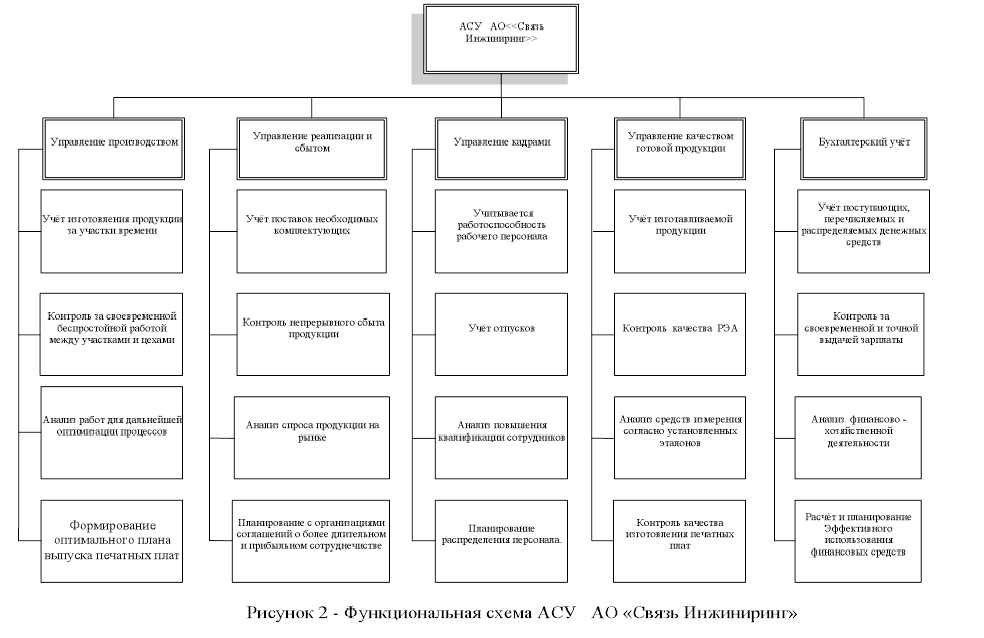 АСУ АО<<Связь
Инжиниринг>>
Управление производством
Управление реализации и
сбытом
Управление кадрами
Управление качеством
готовой продукции
Бухгалтерский учёт
Учёт изготовления продукции
за участки времени
Учёт поставок необходимых
комплектующих
Учитывается
работоспособность
рабочего персонала
Учёт изготавливаемой
продукции
Учёт поступающих,
перечисляемых и
распределяемых денежных
средств
Контроль за своевременной
беспростойной работой
между участками и цехами
Контроль непрерывного сбыта
продукции
Учёт отпусков
Контроль качества РЭА
Контроль за
своевременной и точной
выдачей зарплаты
Анализ работ для дальнейшей
оптимизации процессов
Анализ спроса продукции на
рынке
Анализ повышения
квалификации сотрудников
Анализ средств измерения
согласно установленных
эталонов
Анализ финансово -
хозяйственной
деятельности
Формирование
оптимального плана
выпуска печатных плат
Планирование с организациями
соглашений о более длительном
и прибыльном сотруднечистве
Планирование
распределения персонала.
Контроль качества
изготовления печатных
плат
Расчёт и планирование
Эффективного
использования
финансовых средств
Рисунок 2 - Функциональная схема АСУ АО «Связь Инжиниринг»